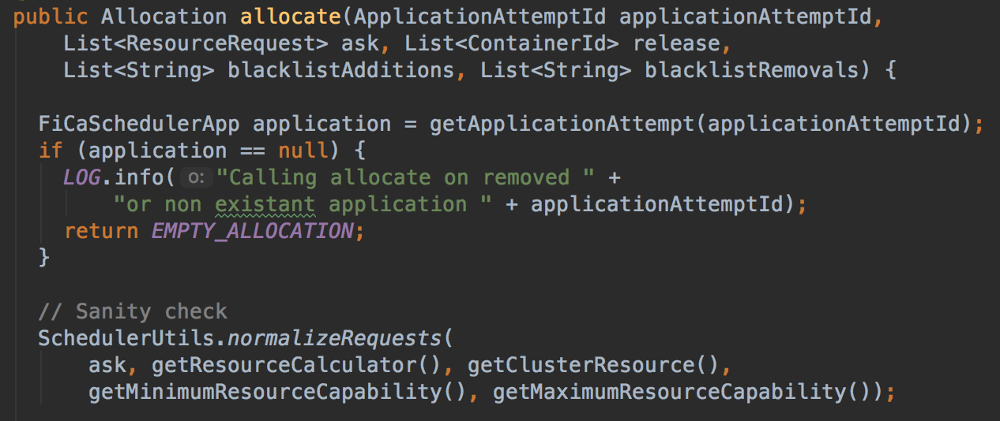 public Allocation allocate(ApplicationAttemptId applicationAttemptId,
List<ResourceRequest> ask, List<ContainerId> release,
List<String> blacklistAdditions, List<String> blacklistRemovals) {
FiCaSchedulerApp application = getApplicationAttempt(applicationAttemptId);
if (application == null) {
LOG.info( o: "Calling allocate on removed " +
"or non existant application " + applicationAttemptId);
return EMPTY_ALLOCATION;
}
// Sanity check
SchedulerUtils.normalizeRequests(
ask, getResourceCalculator(), getClusterResource(),
getMinimumResourceCapability(), getMaximumResourceCapability());